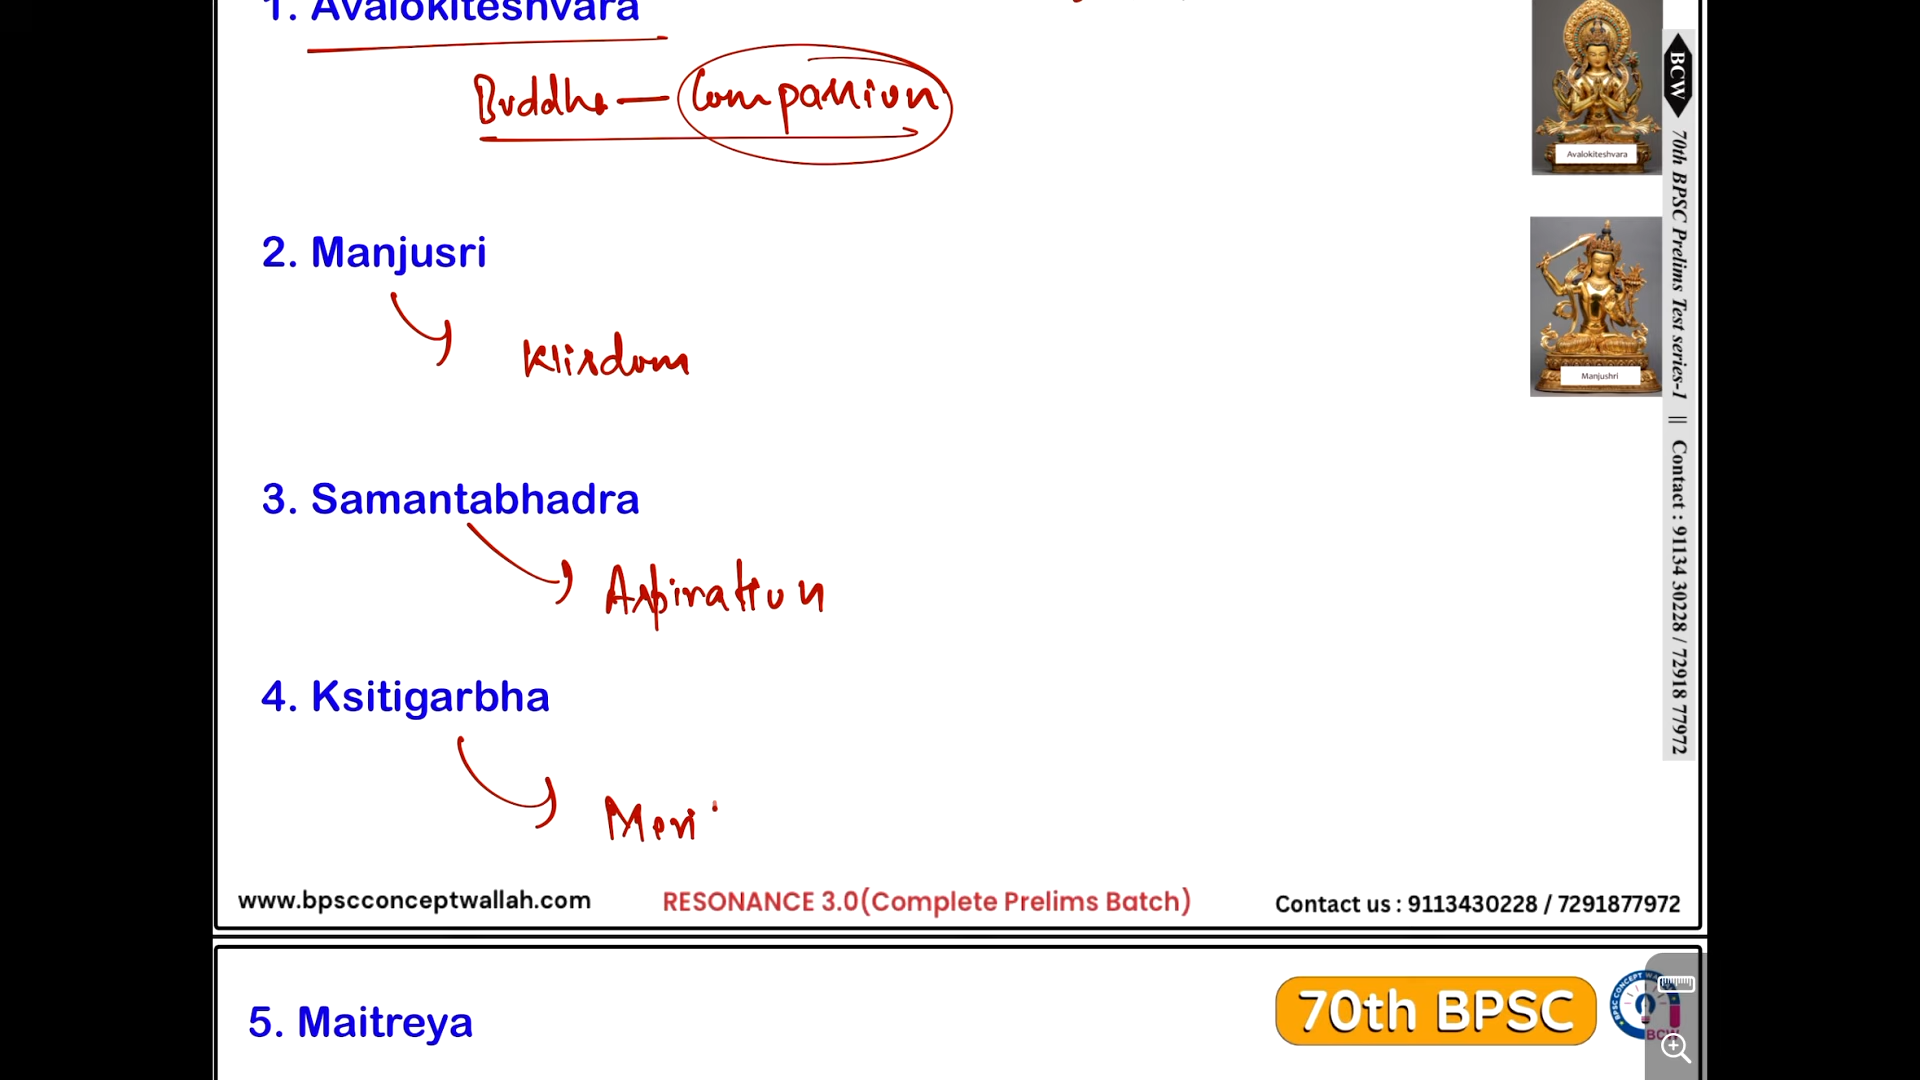 1. Avalokiteshvara
Buddha — Compassion
Avalokiteshvara
2. Manjusri
Wisdom
Manjushri
3. Samantabhadra
Aspiration
4. Ksitigarbha
Meri
BCW
70th BPSC Prelims Test series-1 || Contact : 91134 30228 / 72918 77972
www.bpscconceptwallah.com
RESONANCE 3.0(Complete Prelims Batch)
Contact us : 9113430228 / 7291877972
5. Maitreya
70th BPSC